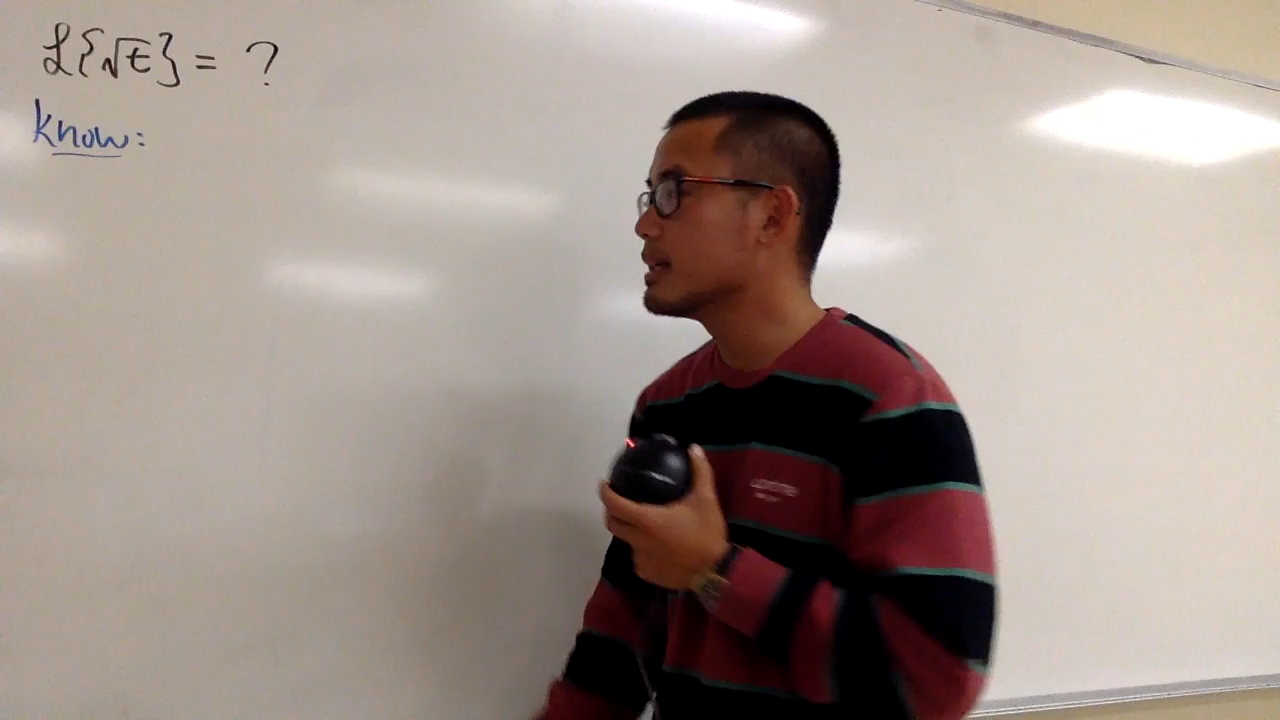 ℒ{√t} = ?
know: